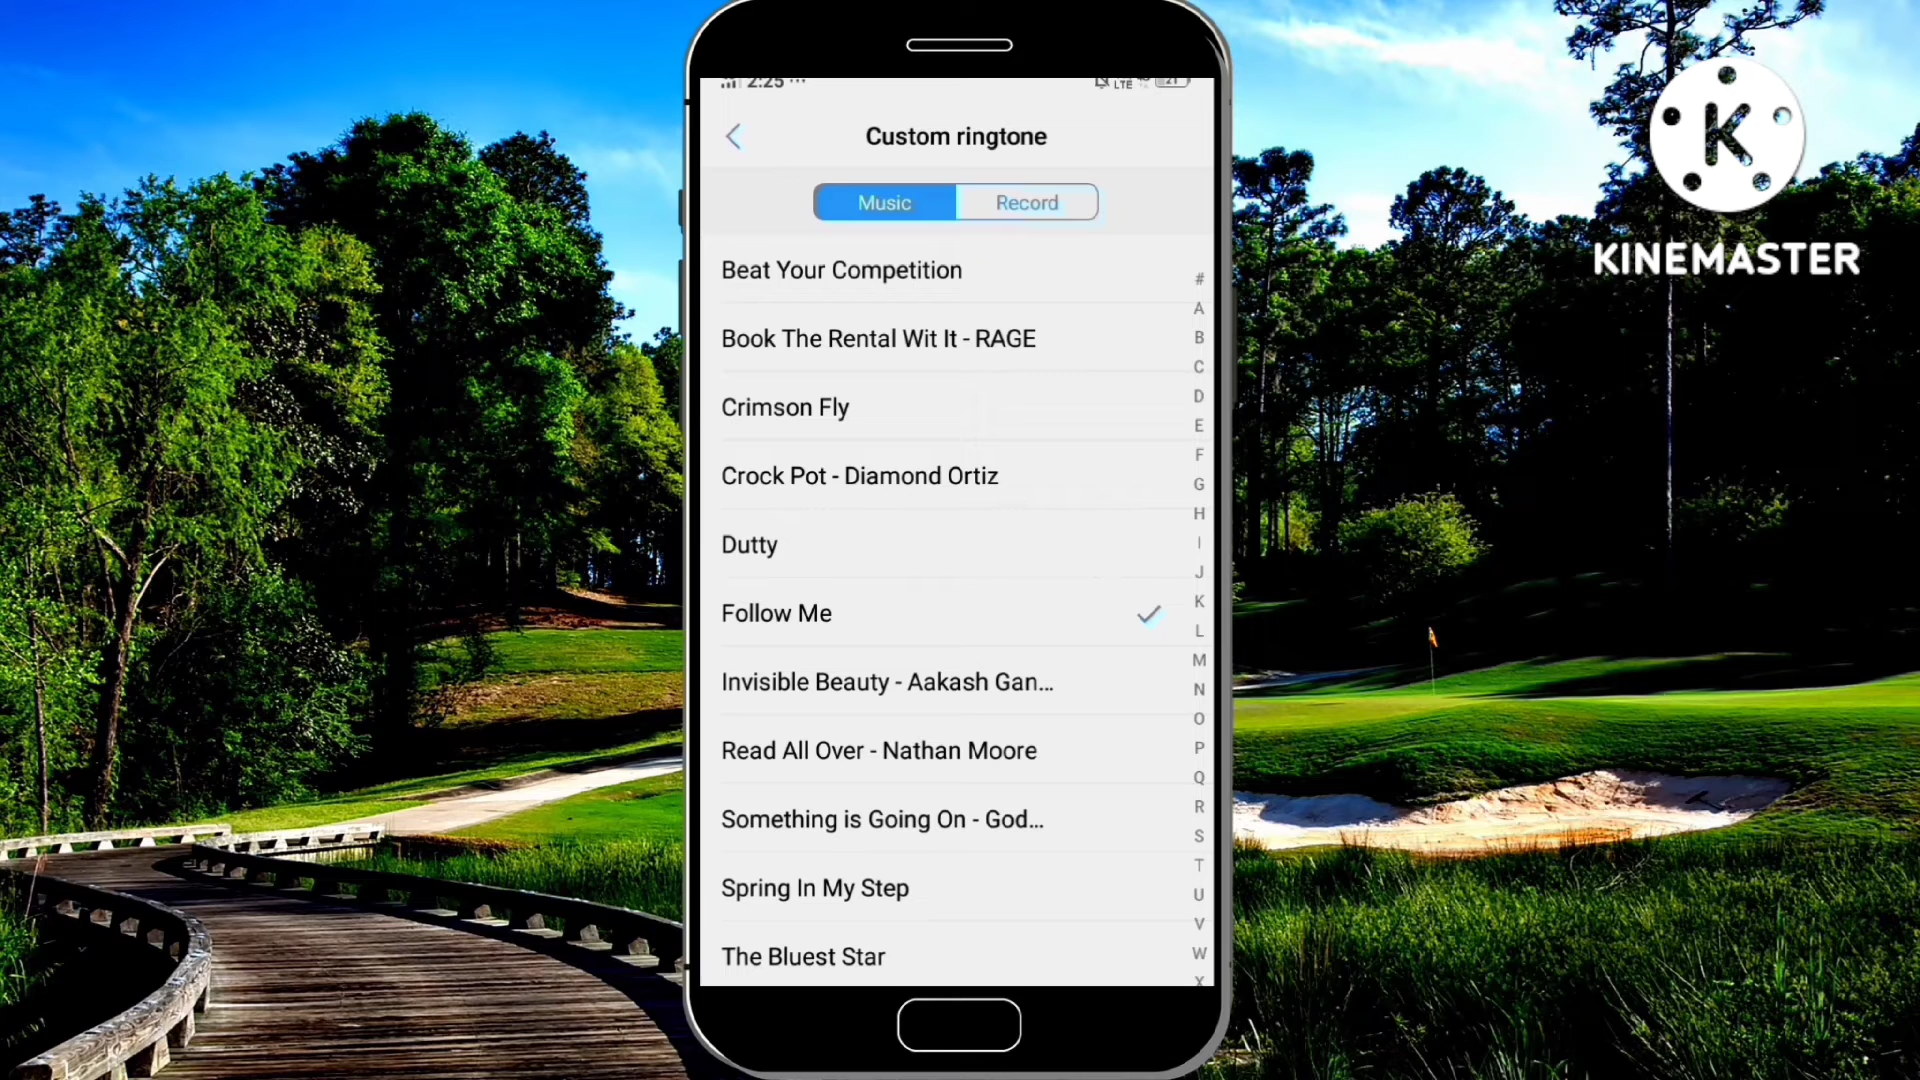 2:25 ...
LTE
21
Custom ringtone
Music
Record
Beat Your Competition
Book The Rental Wit It - RAGE
Crimson Fly
Crock Pot - Diamond Ortiz
Dutty
Follow Me
Invisible Beauty - Aakash Gan...
Read All Over - Nathan Moore
Something is Going On - God...
Spring In My Step
The Bluest Star
#
A
B
C
D
E
F
G
H
I
J
K
L
M
N
O
P
Q
R
S
T
U
V
W
X
K
KINEMASTER